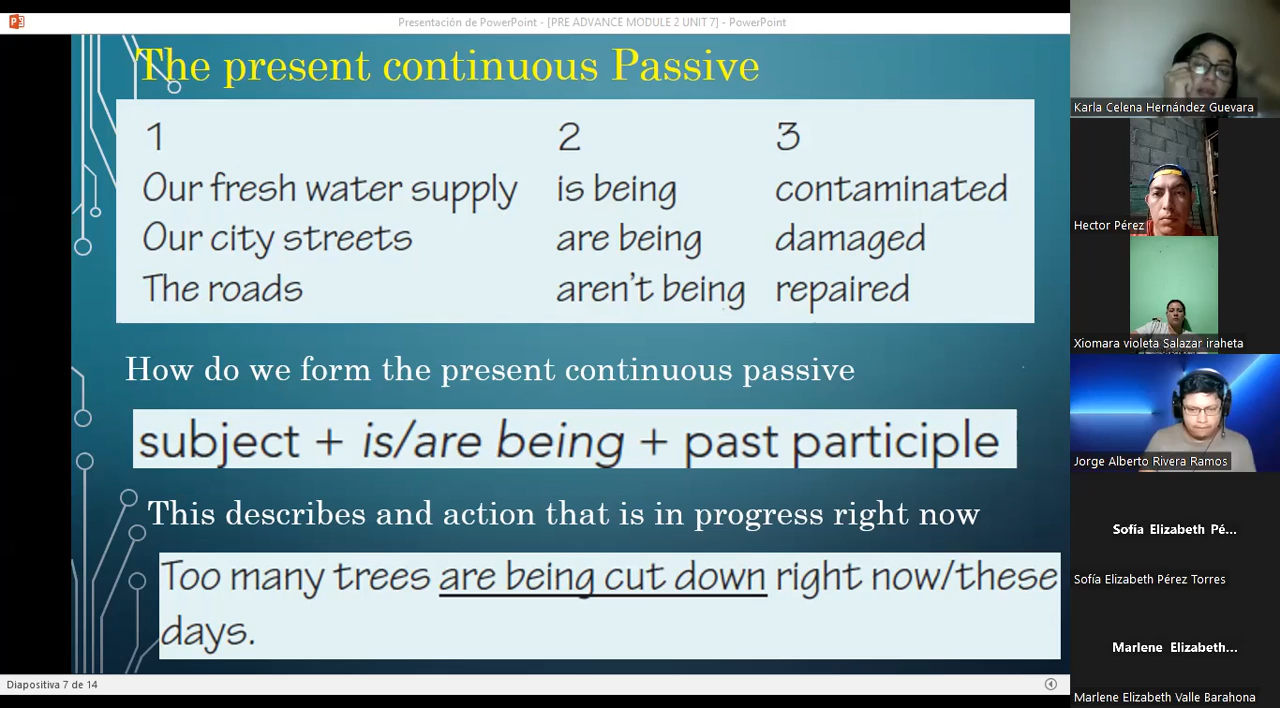 Presentación de PowerPoint - [PRE ADVANCE MODULE 2 UNIT 7] - PowerPoint
The present continuous Passive
1 2 3
Our fresh water supply is being contaminated
Our city streets are being damaged
The roads aren't being repaired
How do we form the present continuous passive
subject + is/are being + past participle
This describes and action that is in progress right now
Too many trees are being cut down right now/these
days.
Diapositiva 7 de 14
Karla Celena Hernández Guevara
Hector Pérez
Xiomara violeta Salazar iraheta
Jorge Alberto Rivera Ramos
Sofía Elizabeth Pé...
Sofía Elizabeth Pérez Torres
Marlene Elizabeth...
Marlene Elizabeth Valle Barahona